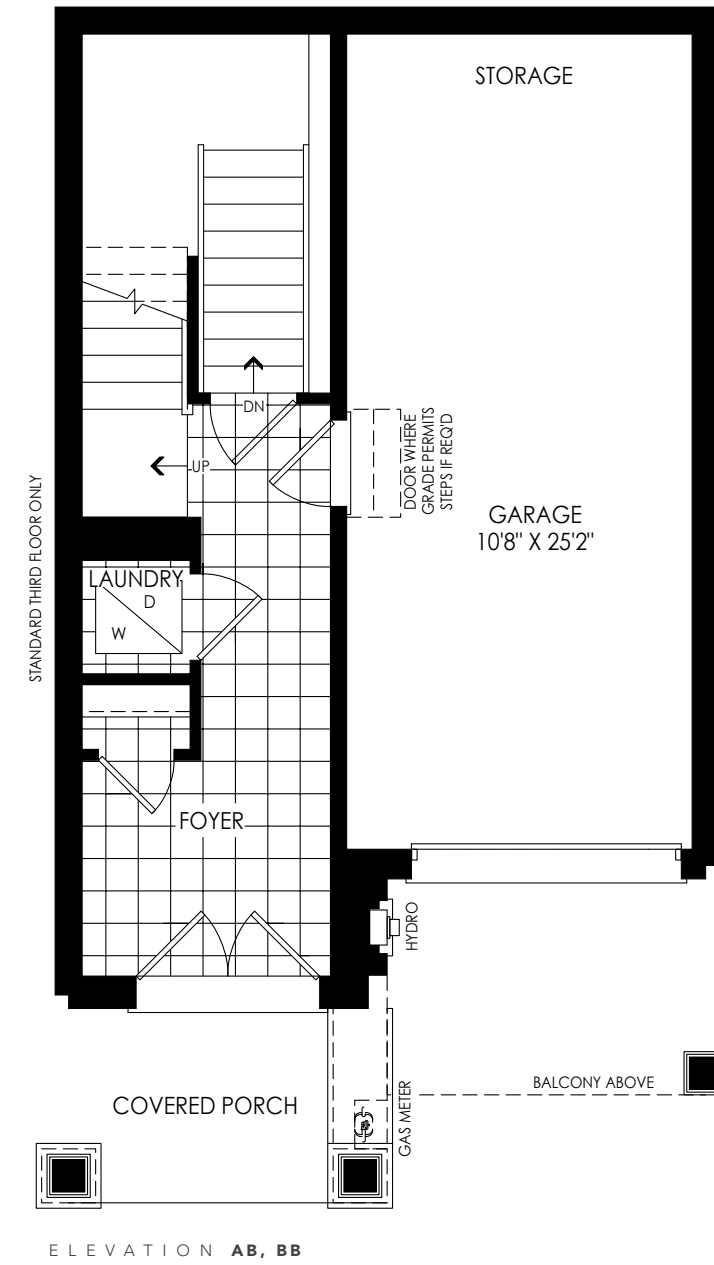 STORAGE
DN
UP
DOOR WHERE
GRADE PERMITS
STEPS IF REQ'D
GARAGE
10'8" X 25'2"
STANDARD THIRD FLOOR ONLY
LAUNDRY
D
W
FOYER
HYDRO
BALCONY ABOVE
COVERED PORCH
GAS METER
ELEVATION AB, BB